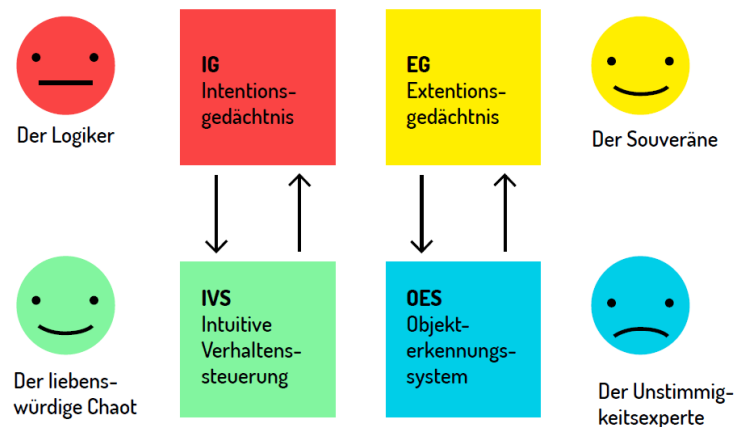 IG
Intentions-
gedächtnis
EG
Extentions-
gedächtnis
Der Logiker
Der Souveräne
IVS
Intuitive
Verhaltens-
steuerung
OES
Objekt-
erkennungs-
system
Der liebens-
würdige Chaot
Der Unstimmig-
keitsexperte